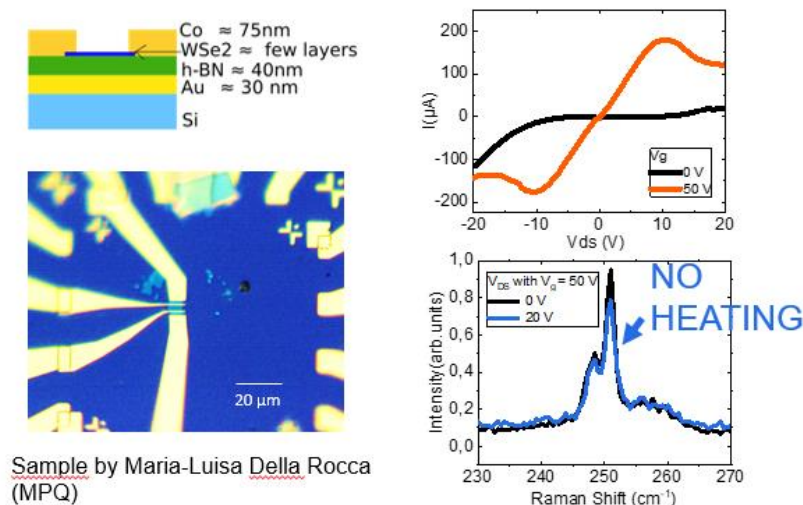 Co ≈ 75nm
WSe2 ≈ few layers
h-BN ≈ 40nm
Au ≈ 30 nm
Si
20 µm
Sample by Maria-Luisa Della Rocca
(MPQ)
I(µA)
200
100
0
-100
-200
Vg
0 V
50 V
-20 -10 0 10 20
Vds (V)
Intensity(arb.units)
1,0
0,8
0,6
0,4
0,2
0,0
V_DS with V_g = 50 V
0 V
20 V
NO
HEATING
230 240 250 260 270
Raman Shift (cm⁻¹)